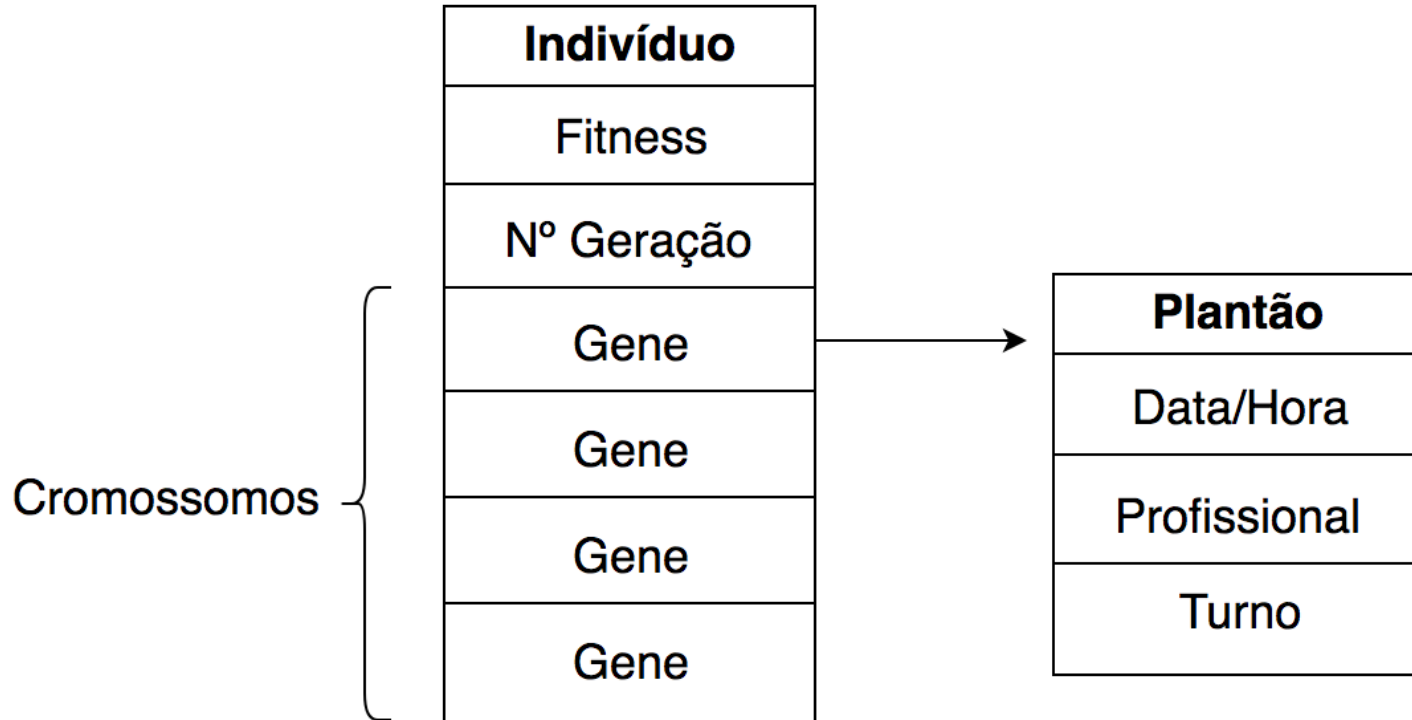 Indivíduo
Fitness
Nº Geração
Gene
Gene
Gene
Gene
Cromossomos
Plantão
Data/Hora
Profissional
Turno